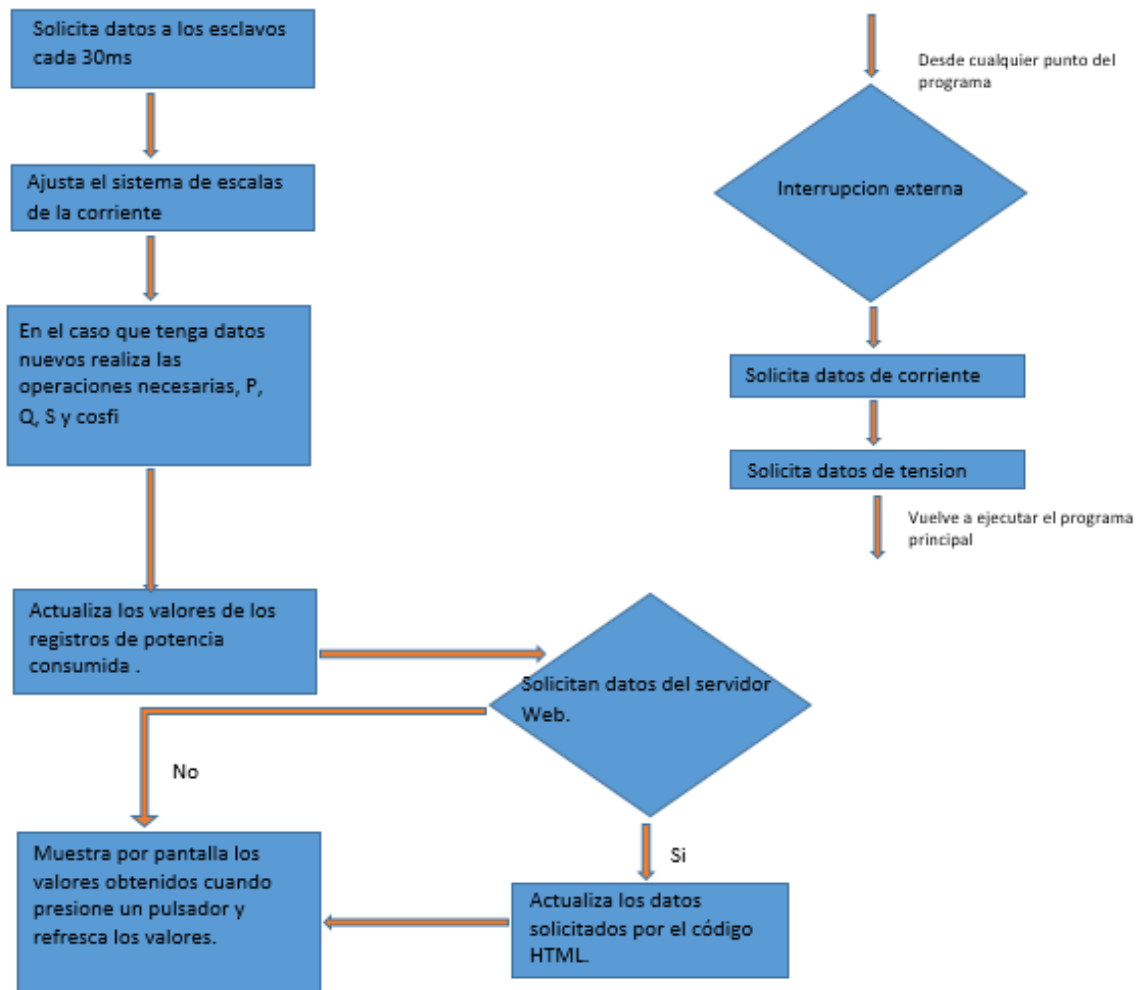 Solicita datos a los esclavos
cada 30ms
Ajusta el sistema de escalas
de la corriente
En el caso que tenga datos
nuevos realiza las
operaciones necesarias, P,
Q, S y cosfi
Actualiza los valores de los
registros de potencia
consumida .
Solicitan datos del servidor
Web.
No
Si
Muestra por pantalla los
valores obtenidos cuando
presione un pulsador y
refresca los valores.
Actualiza los datos
solicitados por el código
HTML.
Desde cualquier punto del
programa
Interrupcion externa
Solicita datos de corriente
Solicita datos de tension
Vuelve a ejecutar el programa
principal